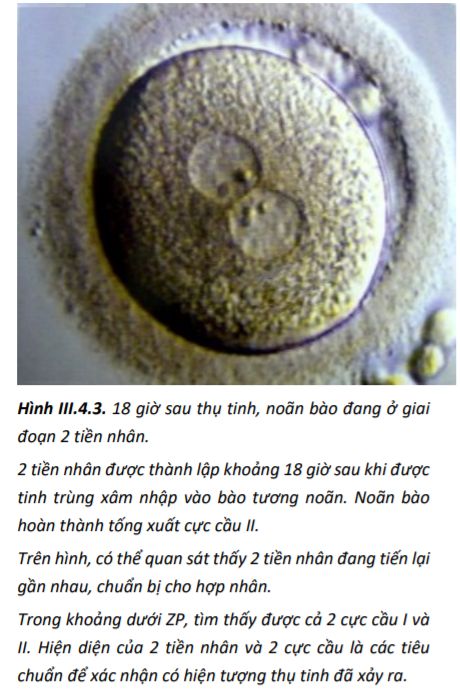 Hình III.4.3. 18 giờ sau thụ tinh, noãn bào đang ở giai
đoạn 2 tiền nhân.
2 tiền nhân được thành lập khoảng 18 giờ sau khi được
tinh trùng xâm nhập vào bào tương noãn. Noãn bào
hoàn thành tống xuất cực cầu II.
Trên hình, có thể quan sát thấy 2 tiền nhân đang tiến lại
gần nhau, chuẩn bị cho hợp nhân.
Trong khoảng dưới ZP, tìm thấy được cả 2 cực cầu I và
II. Hiện diện của 2 tiền nhân và 2 cực cầu là các tiêu
chuẩn để xác nhận có hiện tượng thụ tinh đã xảy ra.